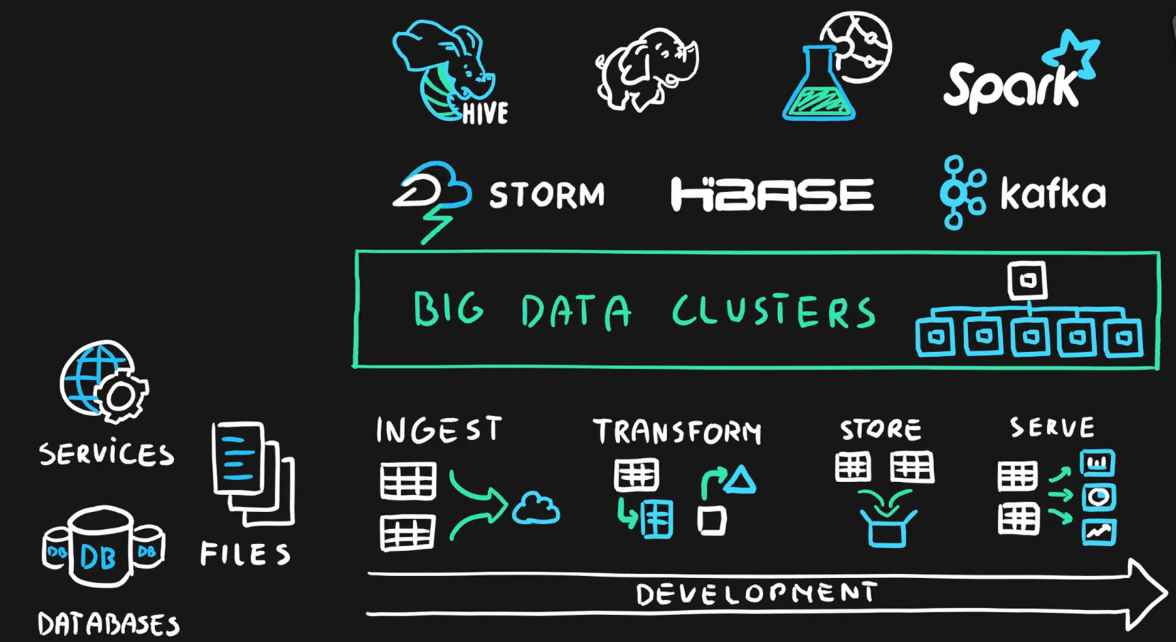 HIVE
Spark
STORM
HBASE
kafka
BIG DATA CLUSTERS
SERVICES
FILES
DB
DB
DB
DATABASES
INGEST
TRANSFORM
STORE
SERVE
DEVELOPMENT